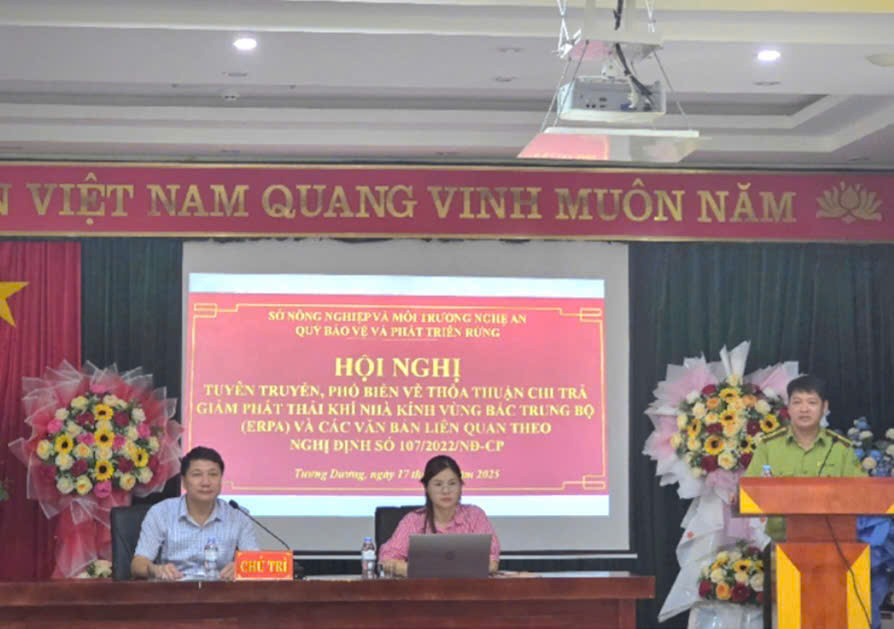 VIỆT NAM QUANG VINH MUÔN NĂM
SỞ NÔNG NGHIỆP VÀ MÔI TRƯỜNG NGHỆ AN
QUỸ BẢO VỆ VÀ PHÁT TRIỂN RỪNG
HỘI NGHỊ
TUYÊN TRUYỀN, PHỔ BIẾN VỀ THỎA THUẬN CHI TRẢ
GIẢM PHÁT THẢI KHÍ NHÀ KÍNH VÙNG BẮC TRUNG BỘ
(ERPA) VÀ CÁC VĂN BẢN LIÊN QUAN THEO
NGHỊ ĐỊNH SỐ 107/2022/NĐ-CP
Tương Dương, ngày 17 năm 2025
CHỦ TRÌ